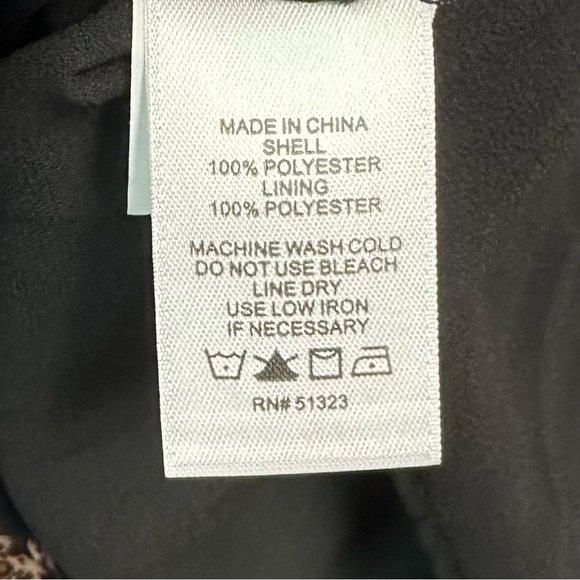 MADE IN CHINA
SHELL
100% POLYESTER
LINING
100% POLYESTER
MACHINE WASH COLD
DO NOT USE BLEACH
LINE DRY
USE LOW IRON
IF NECESSARY
RN# 51323